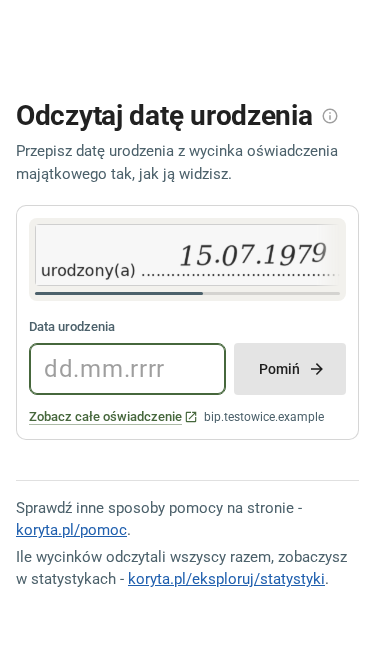 Odczytaj datę urodzenia
Przepisz datę urodzenia z wycinka oświadczenia
majątkowego tak, jak ją widzisz.
urodzony(a) ........................................ 15.07.1979
Data urodzenia
dd.mm.rrrr
Pomiń →
Zobacz całe oświadczenie bip.testowice.example
Sprawdź inne sposoby pomocy na stronie -
koryta.pl/pomoc.
Ile wycinków odczytali wszyscy razem, zobaczysz
w statystykach - koryta.pl/eksploruj/statystyki.